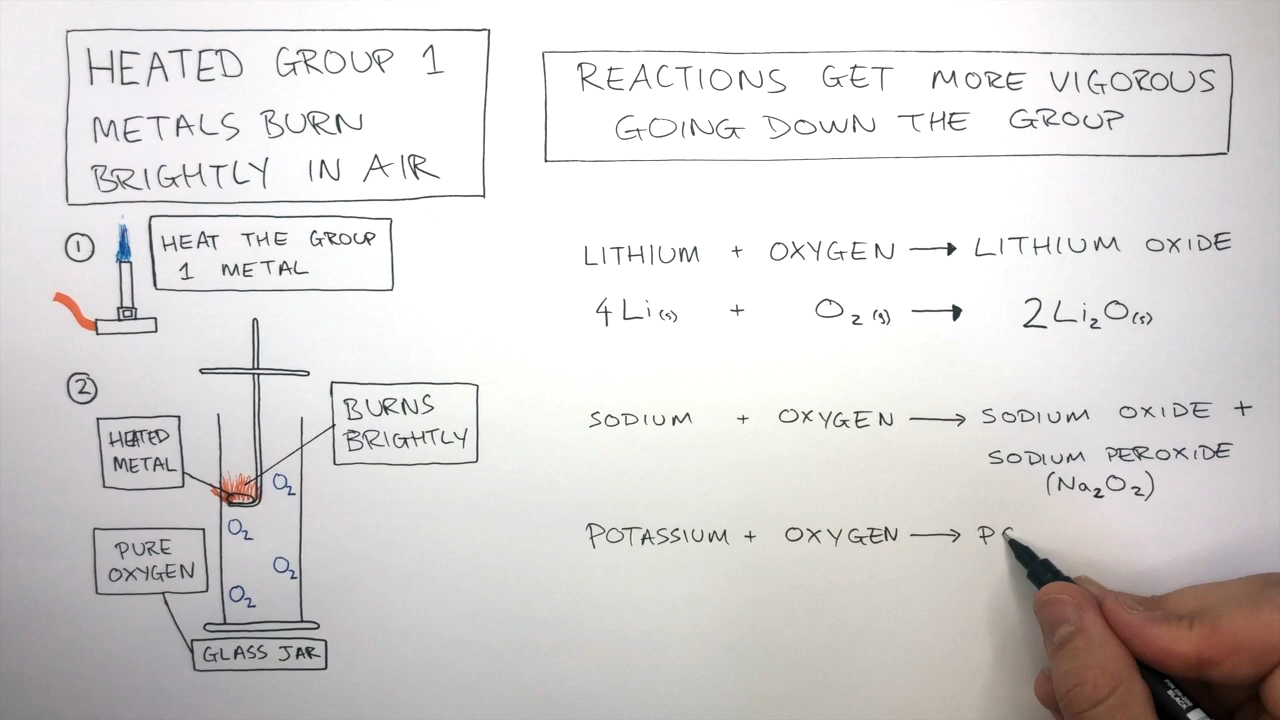 HEATED GROUP 1
METALS BURN
BRIGHTLY IN AIR
REACTIONS GET MORE VIGOROUS
GOING DOWN THE GROUP
①
HEAT THE GROUP
1 METAL
②
HEATED
METAL
BURNS
BRIGHTLY
O₂
O₂
O₂
O₂
PURE
OXYGEN
GLASS JAR
LITHIUM + OXYGEN → LITHIUM OXIDE
4Li(s) + O₂(g) → 2Li₂O(s)
SODIUM + OXYGEN → SODIUM OXIDE +
SODIUM PEROXIDE
(Na₂O₂)
POTASSIUM + OXYGEN → PO